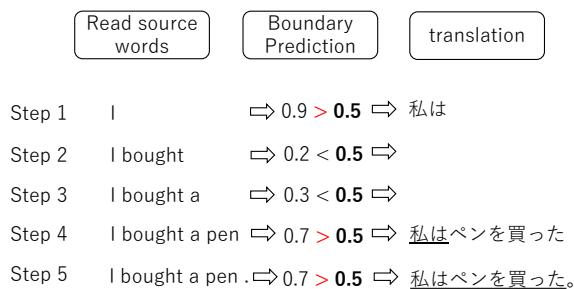 Read source words
Boundary Prediction
translation
Step 1 I ⇨ 0.9 > 0.5 ⇨ 私は
Step 2 I bought ⇨ 0.2 < 0.5 ⇨
Step 3 I bought a ⇨ 0.3 < 0.5 ⇨
Step 4 I bought a pen ⇨ 0.7 > 0.5 ⇨ 私はペンを買った
Step 5 I bought a pen . ⇨ 0.7 > 0.5 ⇨ 私はペンを買った。